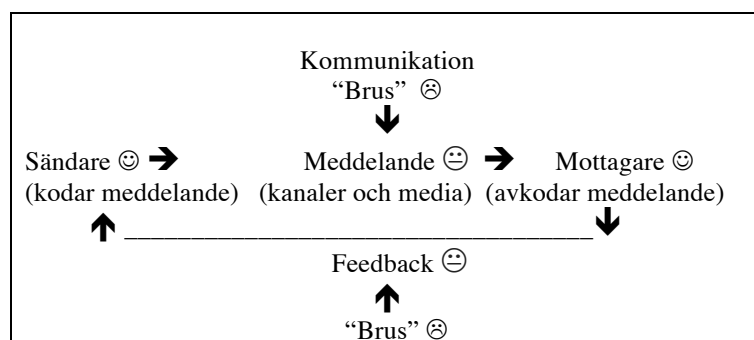 Kommunikation
“Brus” ☹
Sändare ☺ ➔ Meddelande 😐 ➔ Mottagare ☺
(kodar meddelande) (kanaler och media) (avkodar meddelande)
Feedback 😐
“Brus” ☹